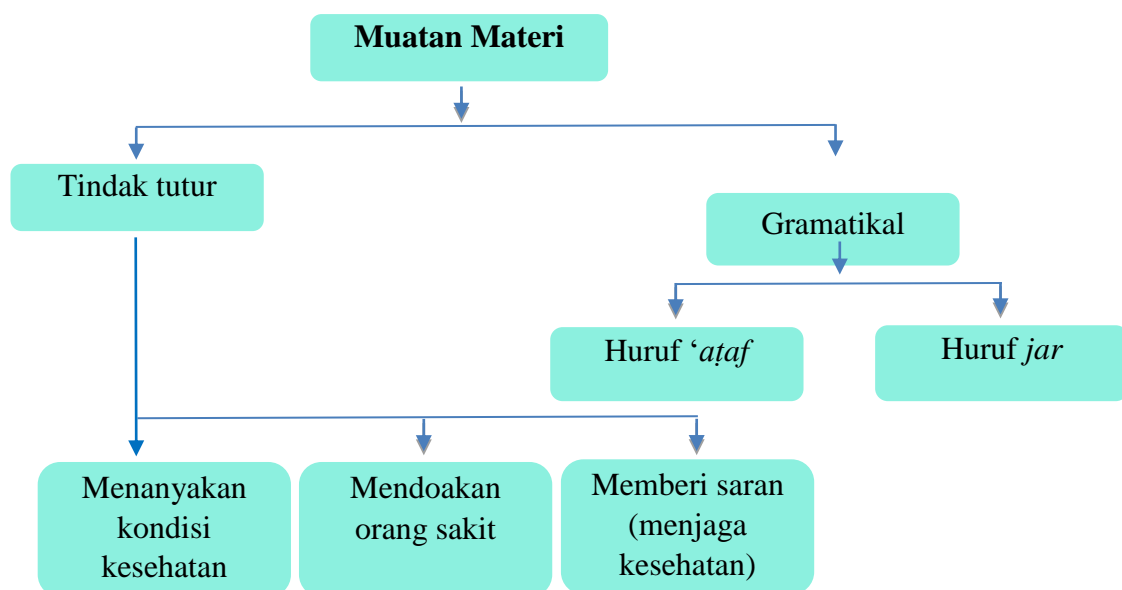 Muatan Materi
Tindak tutur
Gramatikal
Huruf ‘aṭaf
Huruf jar
Menanyakan
kondisi
kesehatan
Mendoakan
orang sakit
Memberi saran
(menjaga
kesehatan)